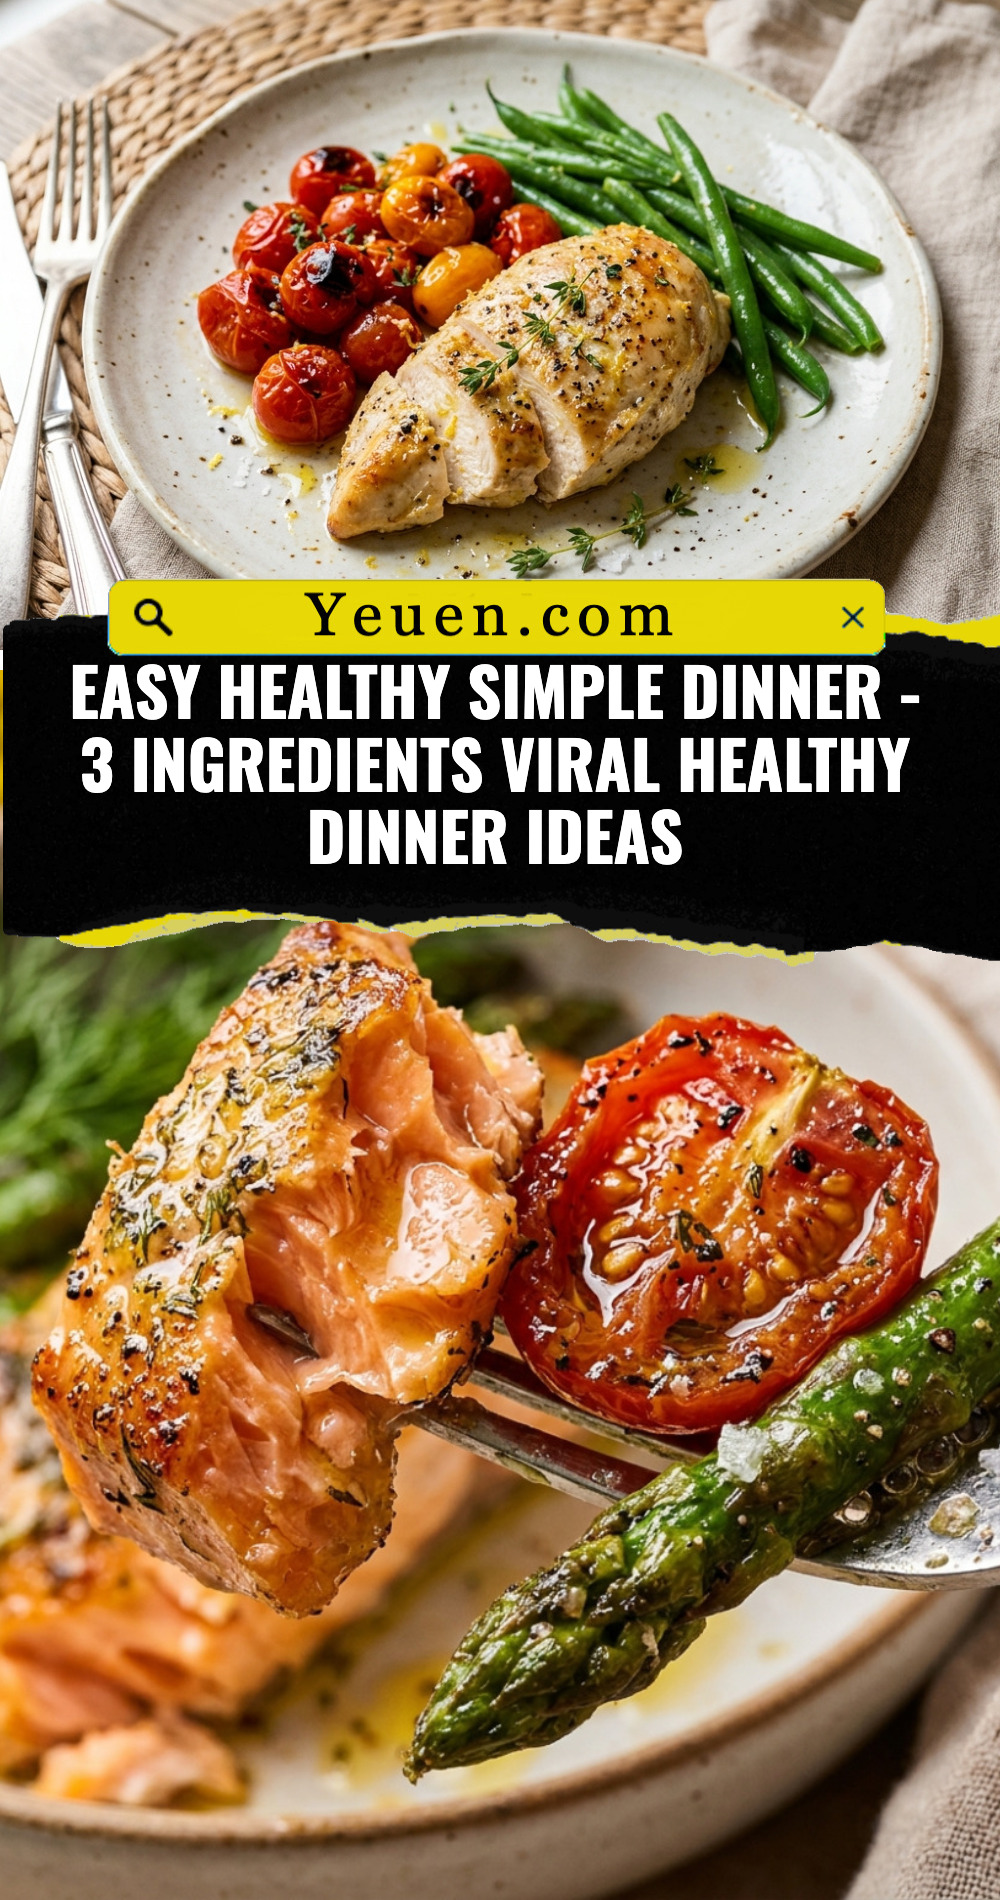 Yeuen.com
EASY HEALTHY SIMPLE DINNER -
3 INGREDIENTS VIRAL HEALTHY
DINNER IDEAS